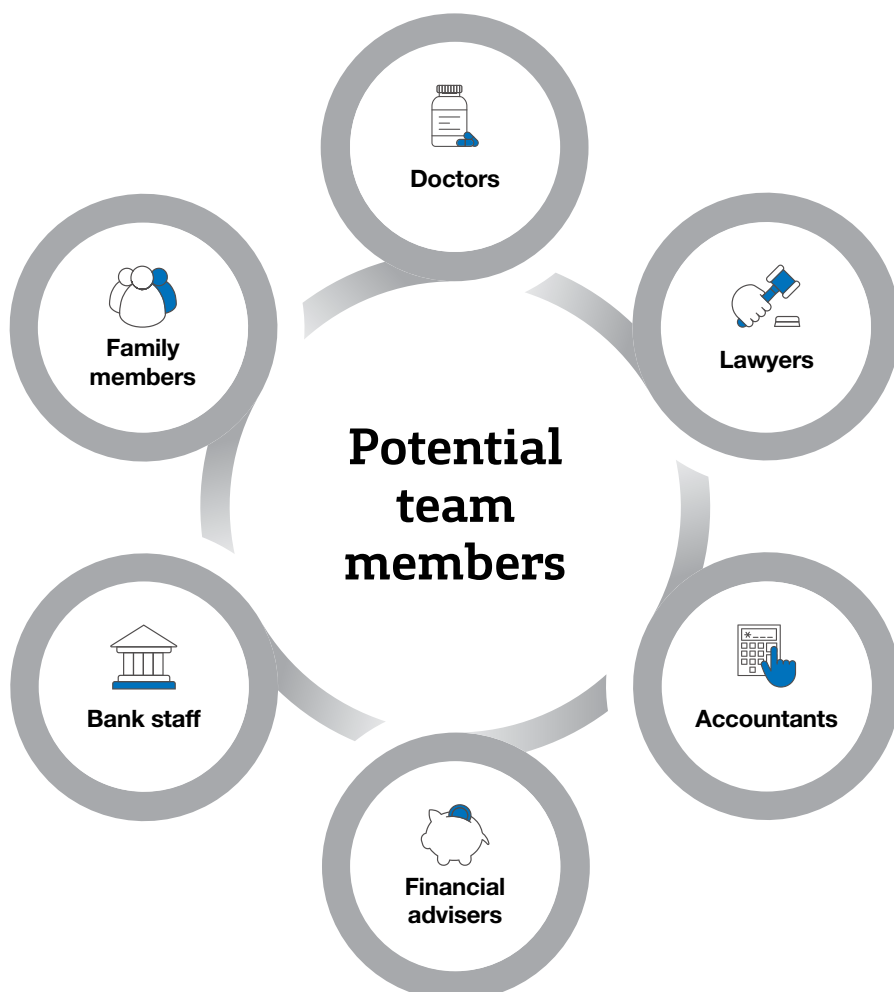 Doctors
Lawyers
Accountants
Financial
advisers
Bank staff
Family
members
Potential
team
members